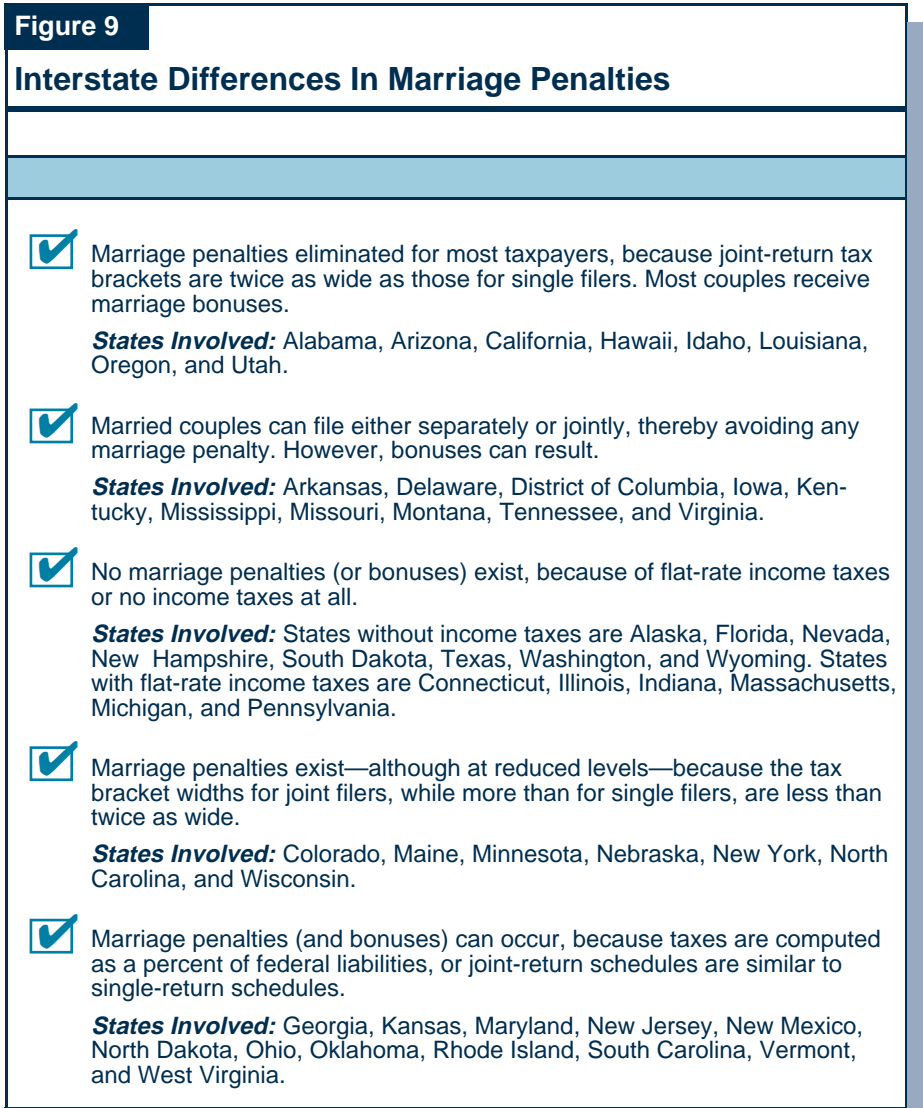 Figure 9
Interstate Differences In Marriage Penalties
Marriage penalties eliminated for most taxpayers, because joint-return tax
brackets are twice as wide as those for single filers. Most couples receive
marriage bonuses.
States Involved: Alabama, Arizona, California, Hawaii, Idaho, Louisiana,
Oregon, and Utah.
Married couples can file either separately or jointly, thereby avoiding any
marriage penalty. However, bonuses can result.
States Involved: Arkansas, Delaware, District of Columbia, Iowa, Ken-
tucky, Mississippi, Missouri, Montana, Tennessee, and Virginia.
No marriage penalties (or bonuses) exist, because of flat-rate income taxes
or no income taxes at all.
States Involved: States without income taxes are Alaska, Florida, Nevada,
New Hampshire, South Dakota, Texas, Washington, and Wyoming. States
with flat-rate income taxes are Connecticut, Illinois, Indiana, Massachusetts,
Michigan, and Pennsylvania.
Marriage penalties exist—although at reduced levels—because the tax
bracket widths for joint filers, while more than for single filers, are less than
twice as wide.
States Involved: Colorado, Maine, Minnesota, Nebraska, New York, North
Carolina, and Wisconsin.
Marriage penalties (and bonuses) can occur, because taxes are computed
as a percent of federal liabilities, or joint-return schedules are similar to
single-return schedules.
States Involved: Georgia, Kansas, Maryland, New Jersey, New Mexico,
North Dakota, Ohio, Oklahoma, Rhode Island, South Carolina, Vermont,
and West Virginia.